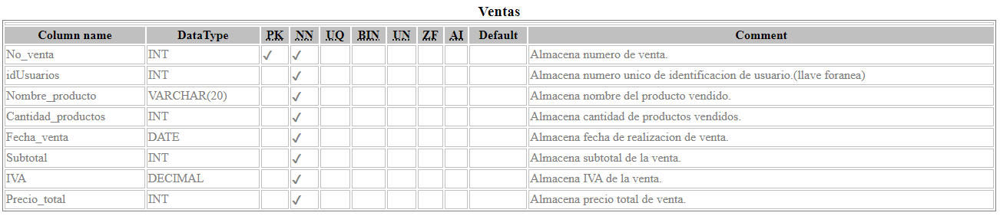 Ventas
Column name DataType PK NN UQ BIN UN ZF AI Default Comment
No_venta INT ✓ ✓ Almacena numero de venta.
idUsuarios INT ✓ Almacena numero unico de identificacion de usuario.(llave foranea)
Nombre_producto VARCHAR(20) ✓ Almacena nombre del producto vendido.
Cantidad_productos INT ✓ Almacena cantidad de productos vendidos.
Fecha_venta DATE ✓ Almacena fecha de realizacion de venta.
Subtotal INT ✓ Almacena subtotal de la venta.
IVA DECIMAL ✓ Almacena IVA de la venta.
Precio_total INT ✓ Almacena precio total de venta.